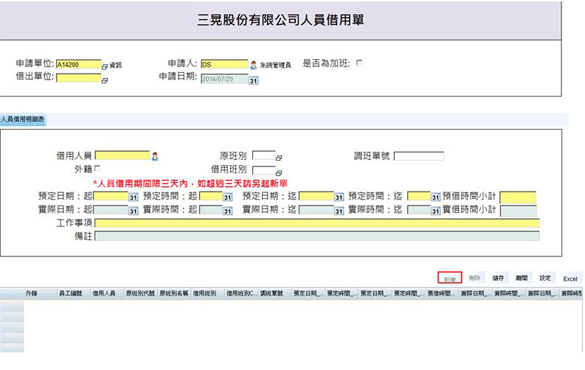 三晃股份有限公司人員借用單
申請單位: A14200 資訊 申請人: DS 系統管理員 是否為加班:
借出單位: 申請日期: 2014/07/29 31
人員借用明細表
借用人員 原班別 調班單號
外籍 借用班別
*人員借用期間限三天內，如超過三天請另起新單
預定日期：起 31 預定時間：起 31 預定日期：迄 31 預定時間：迄 31 預借時間小計
實際日期：起 31 實際時間：起 31 實際日期：迄 31 實際時間：迄 31 實借時間小計
工作事項
備註
新增 刪除 儲存 離開 設定 Excel
外籍 員工編號 借用人員 原班別代號 原班別名稱 借用班別 借用班別C... 調班單號 預定日期_... 預定時間_... 預定日期_... 預定時間_... 預借時間... 實際日期_... 實際時間_... 實際日期_... 實際時